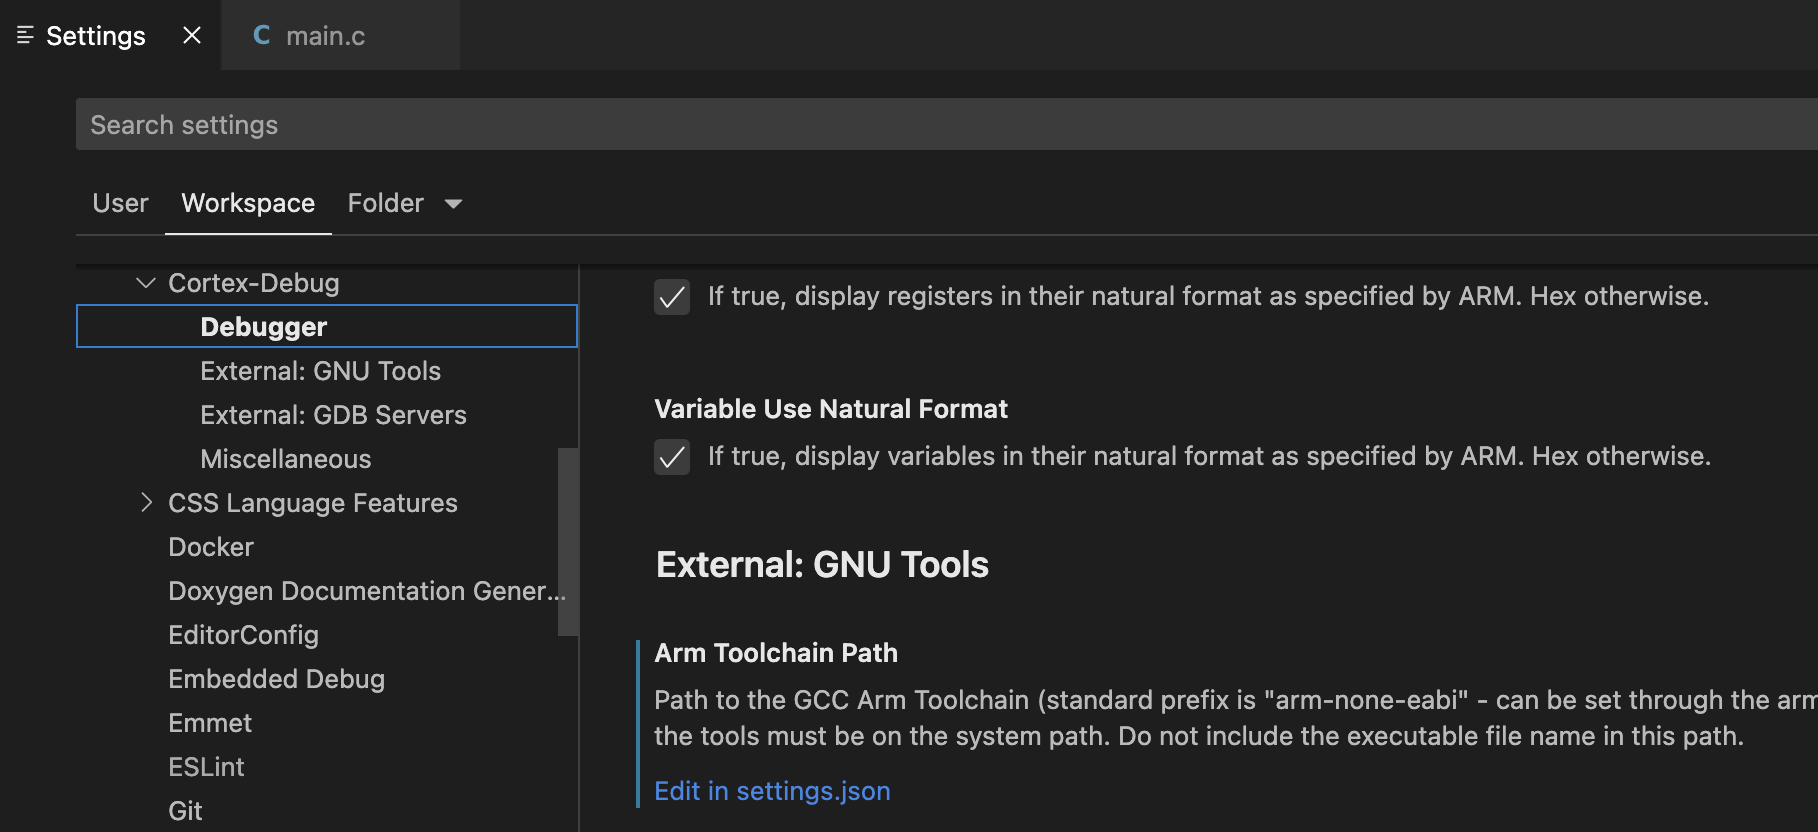 Settings
C main.c
Search settings
User Workspace Folder
Cortex-Debug
Debugger
External: GNU Tools
External: GDB Servers
Miscellaneous
CSS Language Features
Docker
Doxygen Documentation Gener...
EditorConfig
Embedded Debug
Emmet
ESLint
Git
If true, display registers in their natural format as specified by ARM. Hex otherwise.
Variable Use Natural Format
If true, display variables in their natural format as specified by ARM. Hex otherwise.
External: GNU Tools
Arm Toolchain Path
Path to the GCC Arm Toolchain (standard prefix is "arm-none-eabi" - can be set through the arm
the tools must be on the system path. Do not include the executable file name in this path.
Edit in settings.json